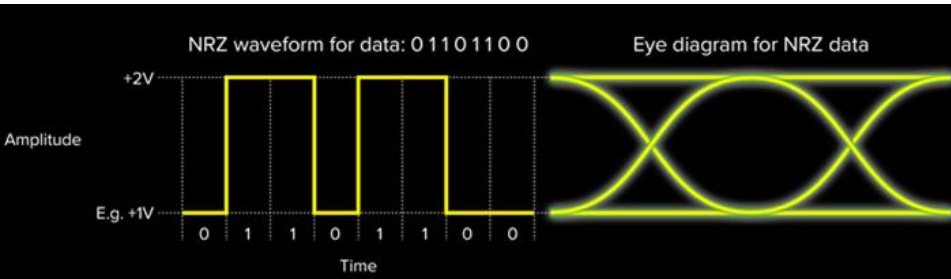 NRZ waveform for data: 0 1 1 0 1 1 0 0
Eye diagram for NRZ data
+2V
Amplitude
E.g. +1V
0 1 1 0 1 1 0 0
Time